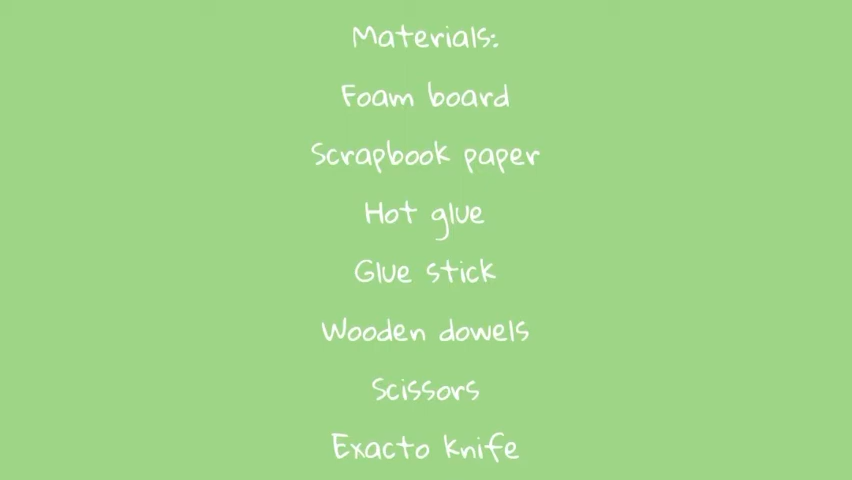 Materials:
Foam board
Scrapbook paper
Hot glue
Glue stick
Wooden dowels
Scissors
Exacto knife